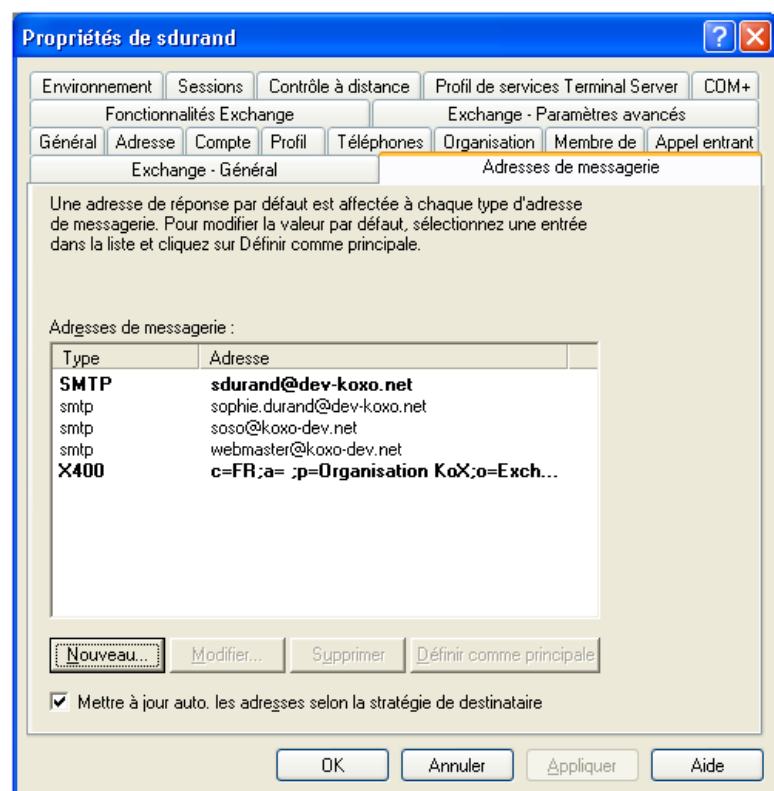 Propriétés de sdurand
Environnement Sessions Contrôle à distance Profil de services Terminal Server COM+
Fonctionnalités Exchange Exchange - Paramètres avancés
Général Adresse Compte Profil Téléphones Organisation Membre de Appel entrant
Exchange - Général Adresses de messagerie
Une adresse de réponse par défaut est affectée à chaque type d'adresse
de messagerie. Pour modifier la valeur par défaut, sélectionnez une entrée
dans la liste et cliquez sur Définir comme principale.
Adresses de messagerie :
Type Adresse
SMTP sdurand@dev-koxo.net
smtp sophie.durand@dev-koxo.net
smtp soso@koxo-dev.net
smtp webmaster@koxo-dev.net
X400 c=FR;a= ;p=Organisation KoX;o=Exch...
Nouveau... Modifier... Supprimer Définir comme principale
Mettre à jour auto. les adresses selon la stratégie de destinataire
OK Annuler Appliquer Aide